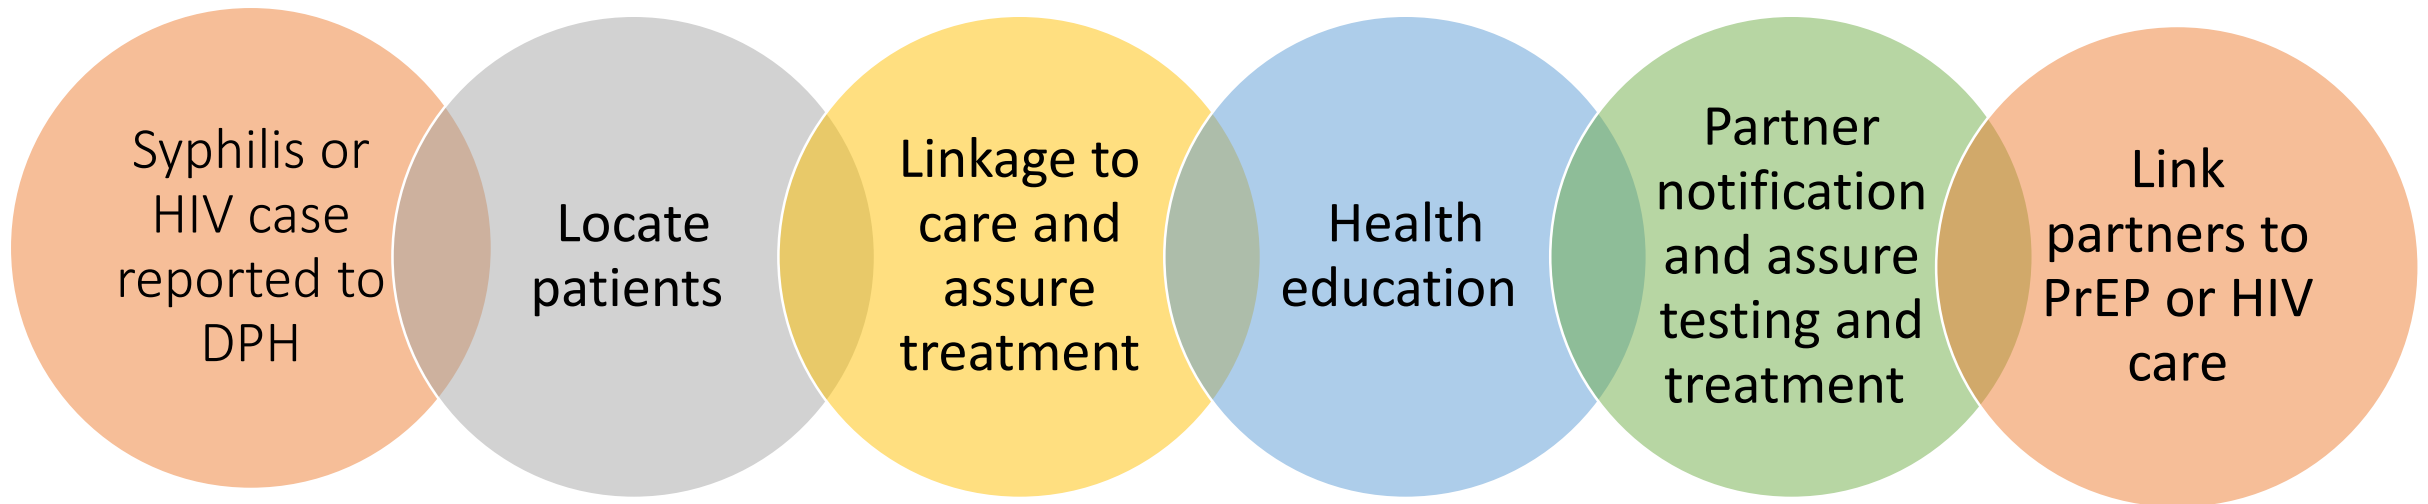 Syphilis or
HIV case
reported to
DPH
Locate
patients
Linkage to
care and
assure
treatment
Health
education
Partner
notification
and assure
testing and
treatment
Link
partners to
PrEP or HIV
care